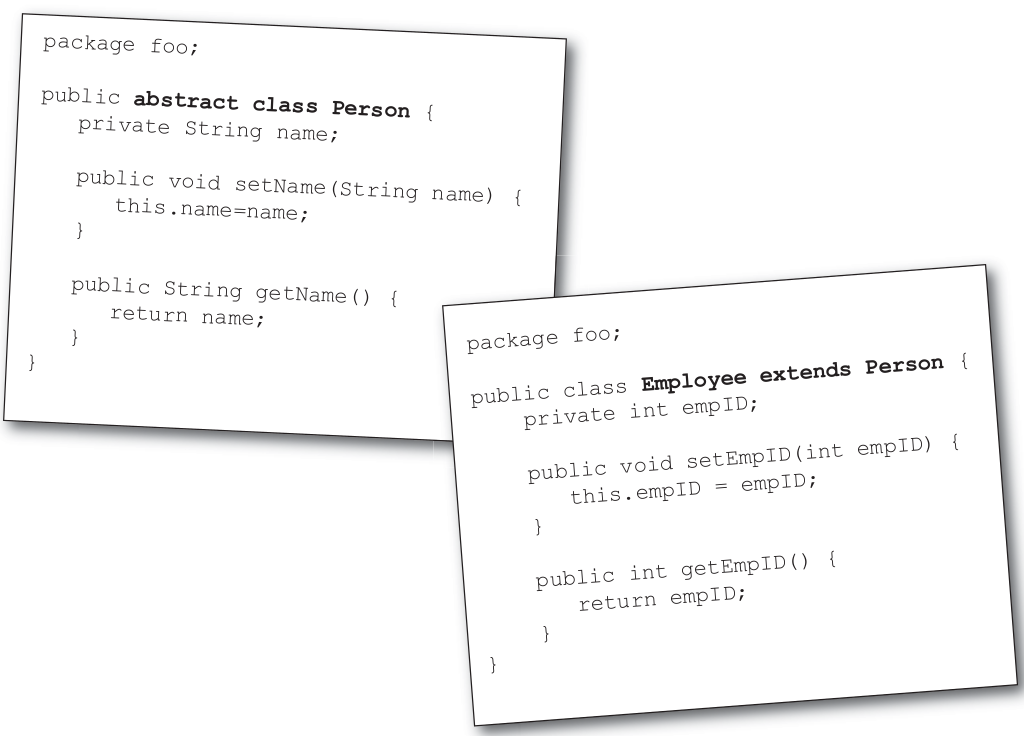 package foo;
public abstract class Person {
private String name;
public void setName(String name) {
this.name=name;
}
public String getName() {
return name;
}
}
package foo;
public class Employee extends Person {
private int empID;
public void setEmpID(int empID) {
this.empID = empID;
}
public int getEmpID() {
return empID;
}
}